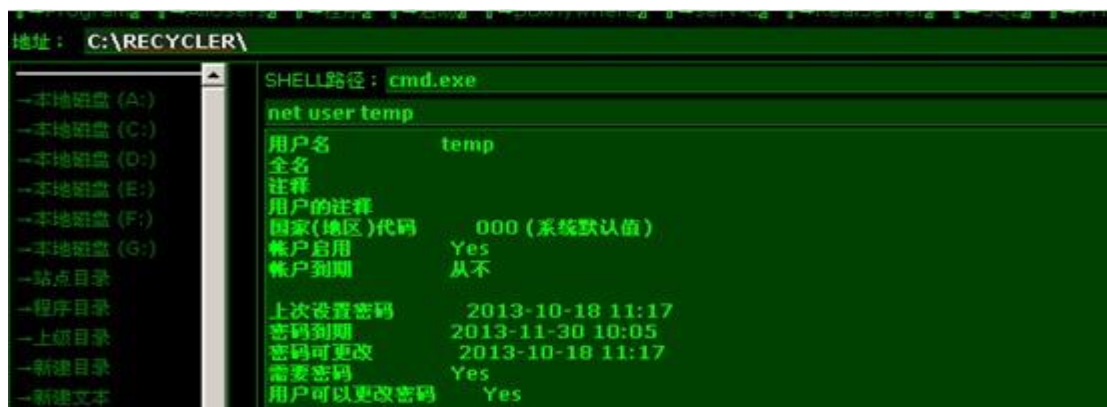 地址： C:\RECYCLER\
SHELL路径：cmd.exe
net user temp
→本地磁盘 (A:)
→本地磁盘 (C:)
→本地磁盘 (D:)
→本地磁盘 (E:)
→本地磁盘 (F:)
→本地磁盘 (G:)
→站点目录
→程序目录
→上级目录
→新建目录
→新建文本
用户名 temp
全名
注释
用户的注释
国家(地区)代码 000 (系统默认值)
帐户启用 Yes
帐户到期 从不
上次设置密码 2013-10-18 11:17
密码到期 2013-11-30 10:05
密码可更改 2013-10-18 11:17
需要密码 Yes
用户可以更改密码 Yes